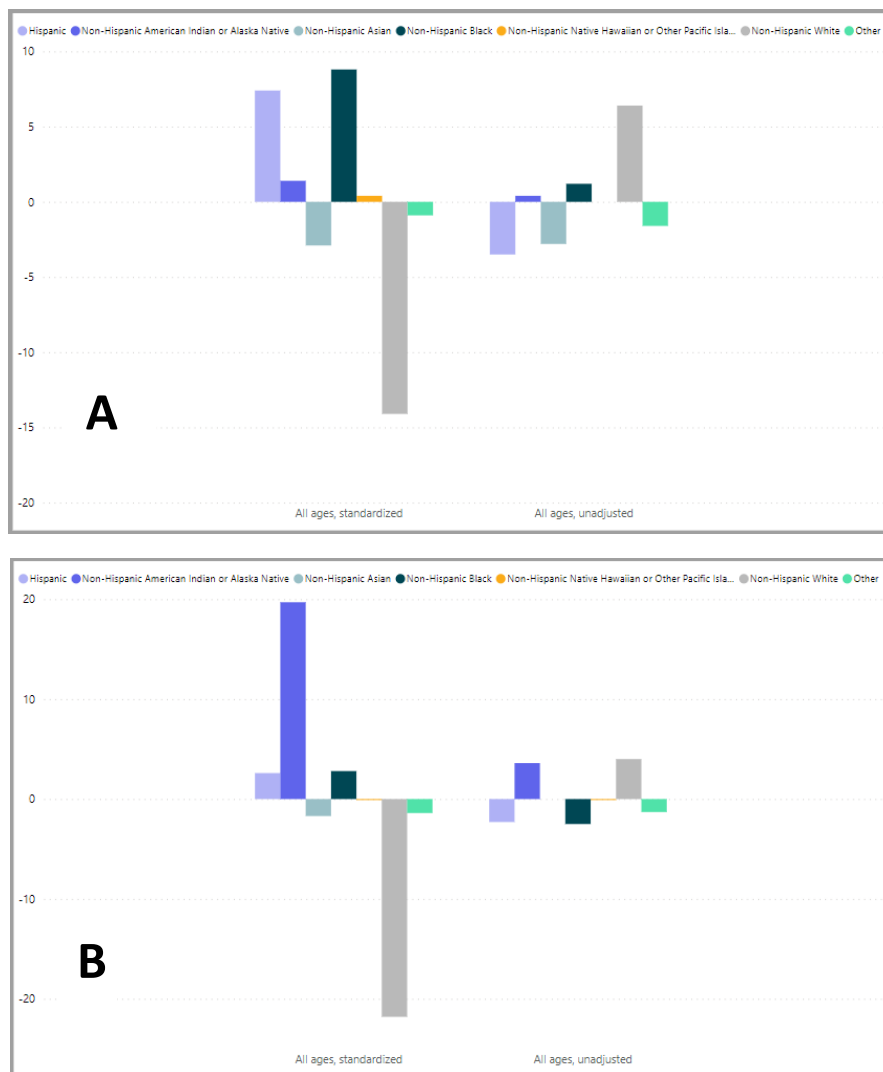 Hispanic Non-Hispanic American Indian or Alaska Native Non-Hispanic Asian Non-Hispanic Black Non-Hispanic Native Hawaiian or Other Pacific Isla... Non-Hispanic White Other
10
5
0
-5
-10
A
-15
-20
All ages, standardized All ages, unadjusted
Hispanic Non-Hispanic American Indian or Alaska Native Non-Hispanic Asian Non-Hispanic Black Non-Hispanic Native Hawaiian or Other Pacific Isla... Non-Hispanic White Other
20
10
0
-10
B
-20
All ages, standardized All ages, unadjusted